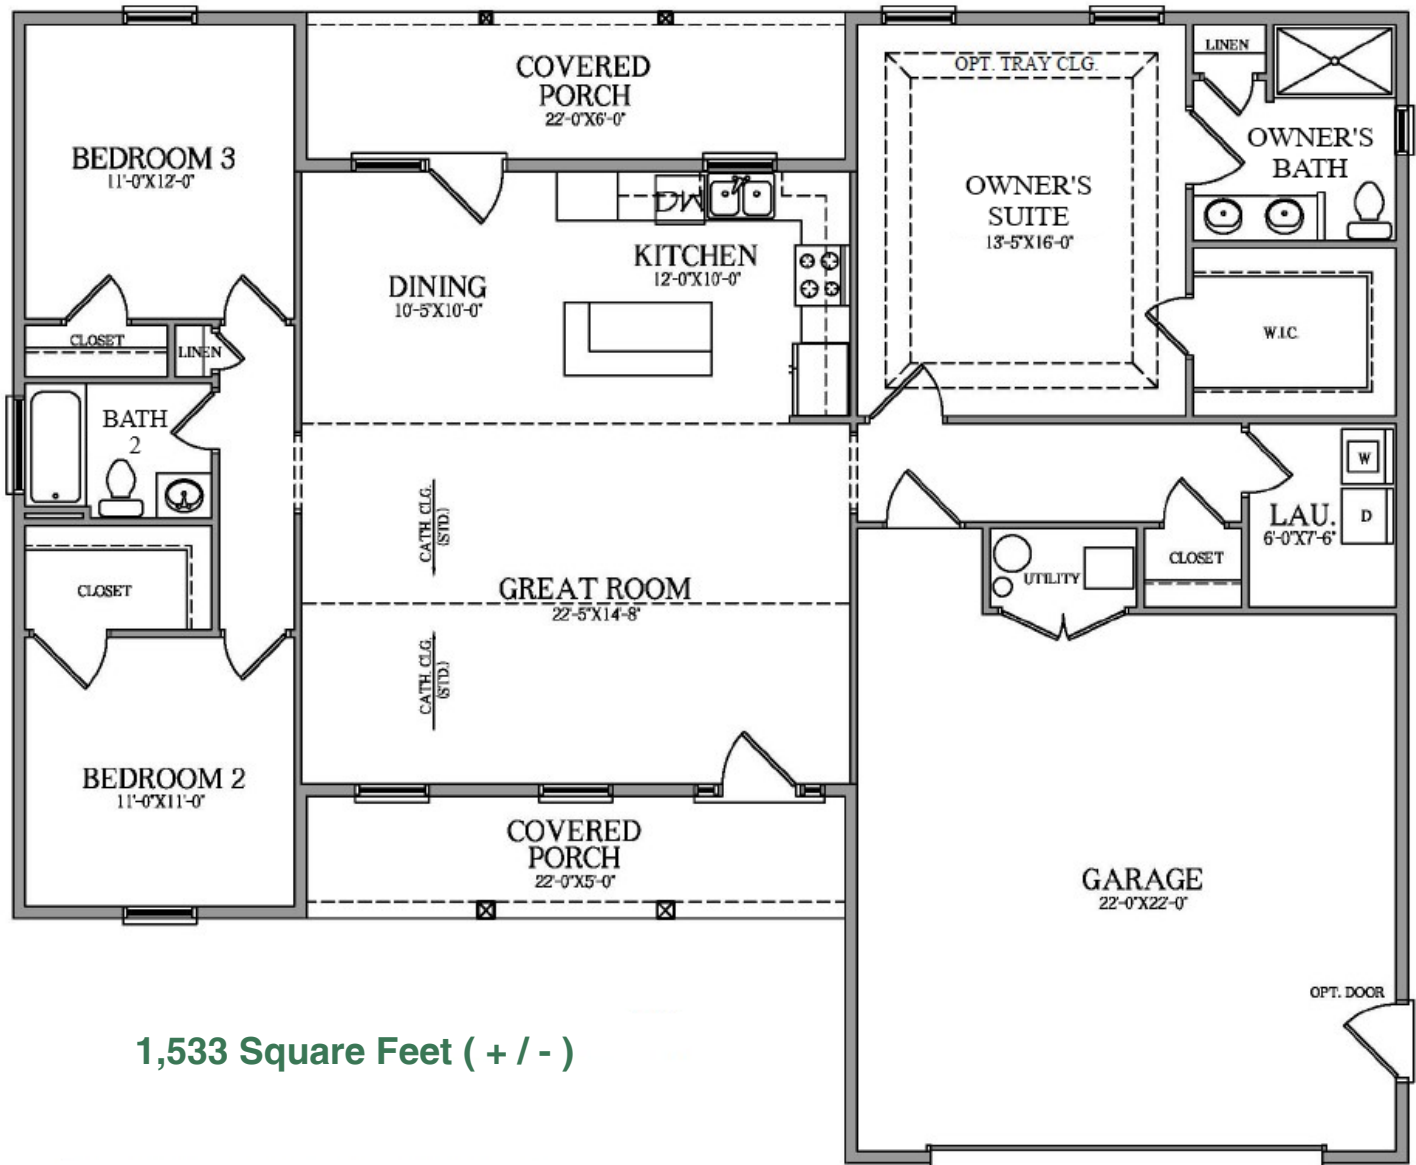 COVERED
PORCH
22'-0"X6'-0"
OPT. TRAY CLG.
LINEN
BEDROOM 3
11'-0"X12'-0"
OWNER'S
BATH
OWNER'S
SUITE
13'-5"X16'-0"
DW
KITCHEN
12'-0"X10'-0"
DINING
10'-5"X10'-0"
CLOSET
LINEN
W.I.C.
BATH
2
W
D
LAU.
6'-0"X7'-6"
CATH. CLG.
(STD.)
CLOSET
UTILITY
CLOSET
GREAT ROOM
22'-5"X14'-8"
CATH. CLG.
(STD.)
BEDROOM 2
11'-0"X11'-0"
COVERED
PORCH
22'-0"X5'-0"
GARAGE
22'-0"X22'-0"
OPT. DOOR
1,533 Square Feet ( + / - )